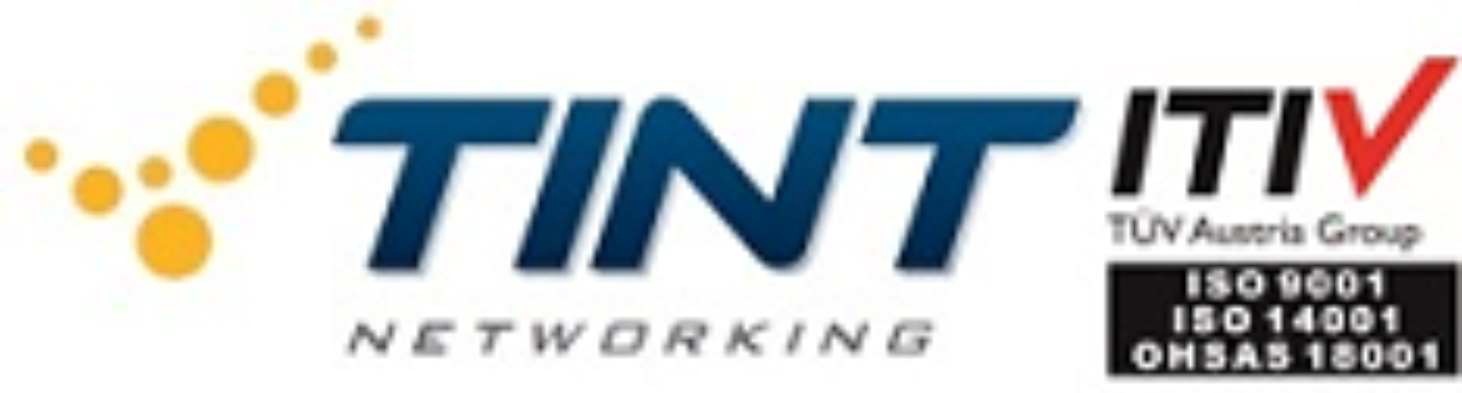 TINT
NETWORKING
ITIV
TÜV Austria Group
ISO 9001
ISO 14001
OHSAS 18001